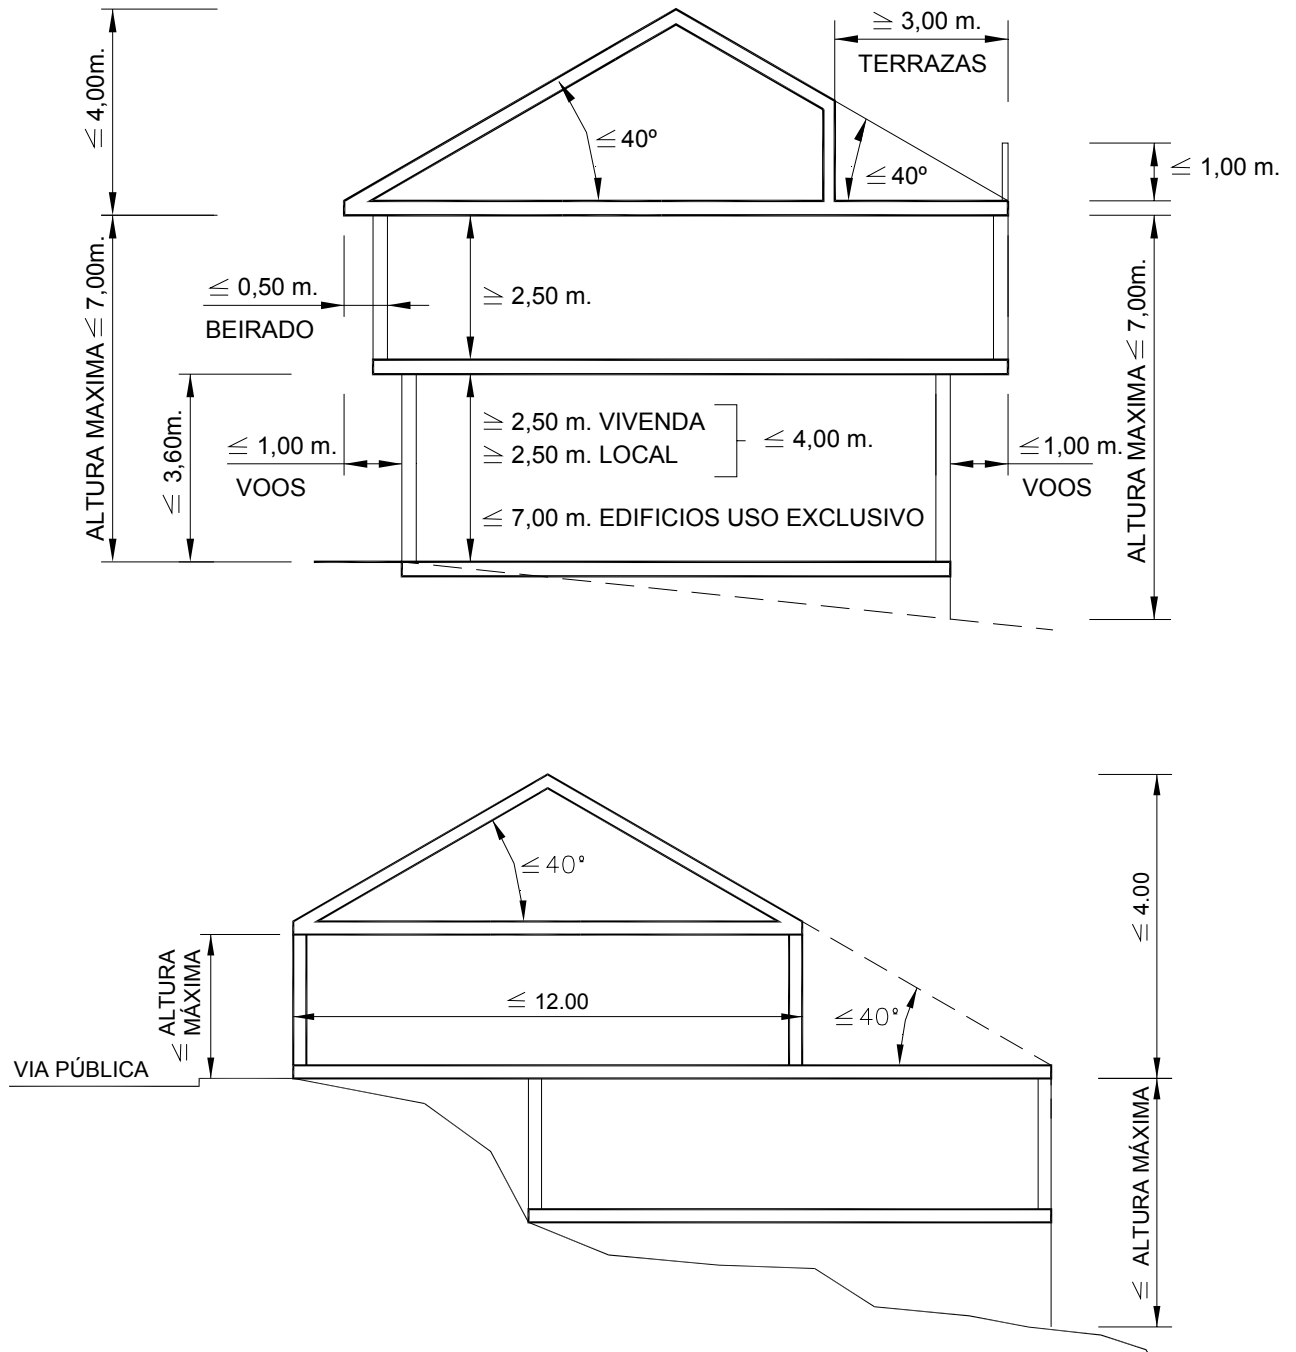 ≥ 3,00 m.
TERRAZAS
≤ 4,00m.
≤ 40º
≤ 40º
≤ 1,00 m.
ALTURA MAXIMA ≤ 7,00m.
≤ 0,50 m.
BEIRADO
≥ 2,50 m.
ALTURA MAXIMA ≤ 7,00m.
≤ 3,60m.
≤ 1,00 m.
VOOS
≥ 2,50 m. VIVENDA
≥ 2,50 m. LOCAL
≤ 4,00 m.
≤1,00 m.
VOOS
≤ 7,00 m. EDIFICIOS USO EXCLUSIVO
≤ 40°
≤ 4.00
≤ ALTURA
MÁXIMA
≤ 12.00
≤ 40°
VIA PÚBLICA
≤ ALTURA MÁXIMA